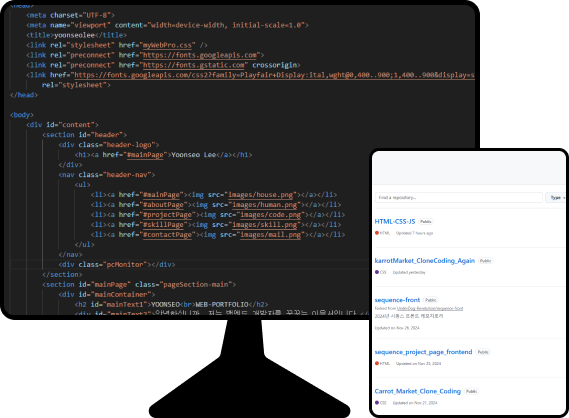 <head>
<meta charset="UTF-8">
<meta name="viewport" content="width=device-width, initial-scale=1.0">
<title>yoonseolee</title>
<link rel="stylesheet" href="myWebPro.css" />
<link rel="preconnect" href="https://fonts.googleapis.com">
<link rel="preconnect" href="https://fonts.gstatic.com" crossorigin>
<link href="https://fonts.googleapis.com/css2?family=Playfair+Display:ital,wght@0,400..900;1,400..900&display=s
rel="stylesheet">
</head>
<body>
<div id="content">
<section id="header">
<div class="header-logo">
<h1><a href="#mainPage">Yoonseo Lee</a></h1>
</div>
<nav class="header-nav">
<ul>
<li><a href="#mainPage"><img src="images/house.png"></a></li>
<li><a href="#aboutPage"><img src="images/human.png"></a></li>
<li><a href="#projectPage"><img src="images/code.png"></a></li>
<li><a href="#skillPage"><img src="images/skill.png"></a></li>
<li><a href="#contactPage"><img src="images/mail.png"></a></li>
</ul>
</nav>
<div class="pcMonitor"></div>
</section>
<section id="mainPage" class="pageSection-main">
<div id="mainContainer">
<h2 id="mainText1">YOONSEO<br>WEB-PORTFOLIO</h2>
Find a repository...
Type
HTML-CSS-JS Public
HTML Updated 7 hours ago
karrotMarket_CloneCoding_Again Public
CSS Updated yesterday
sequence-front Public
Forked from
Updated on Nov 26, 2024
sequence_project_page_frontend Public
HTML Updated on Nov 25, 2024
Carrot_Market_Clone_Coding Public
CSS Updated on Nov 21, 2024